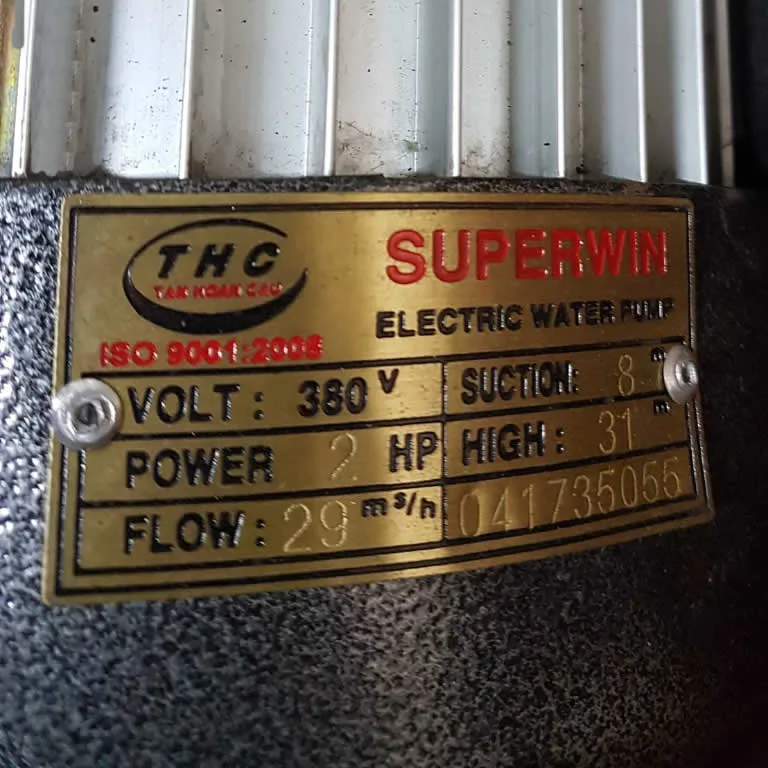 THC
TAN HOAN CAU
SUPERWIN
ISO 9001:2008
ELECTRIC WATER PUMP
VOLT: 380 V
SUCTION: 8 m
POWER 2 HP
HIGH: 31 m
FLOW: 29 m³/h
041735055